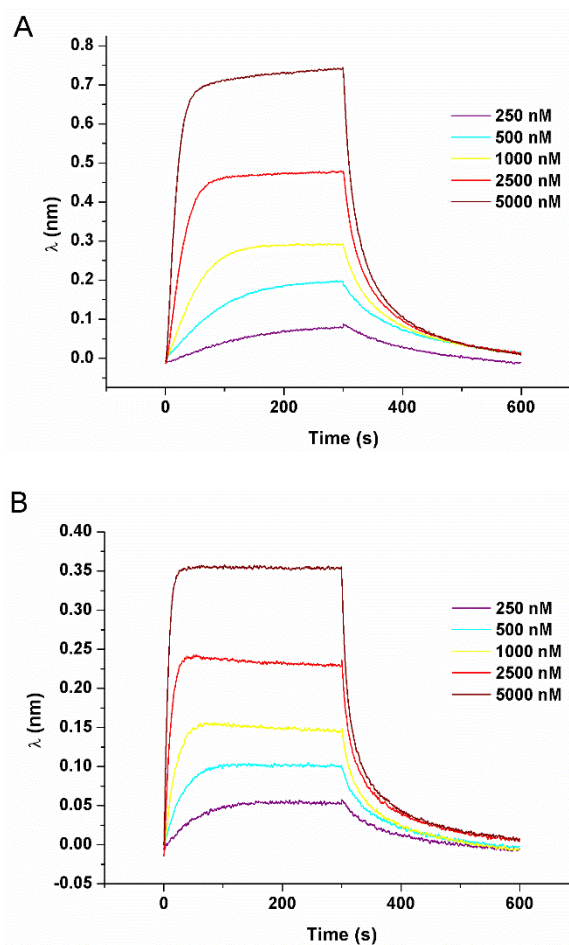 A
0.8
0.7
0.6
0.5
0.4
0.3
0.2
0.1
0.0
λ (nm)
250 nM
500 nM
1000 nM
2500 nM
5000 nM
0 200 400 600
Time (s)
B
0.40
0.35
0.30
0.25
0.20
0.15
0.10
0.05
0.00
-0.05
λ (nm)
250 nM
500 nM
1000 nM
2500 nM
5000 nM
0 200 400 600
Time (s)